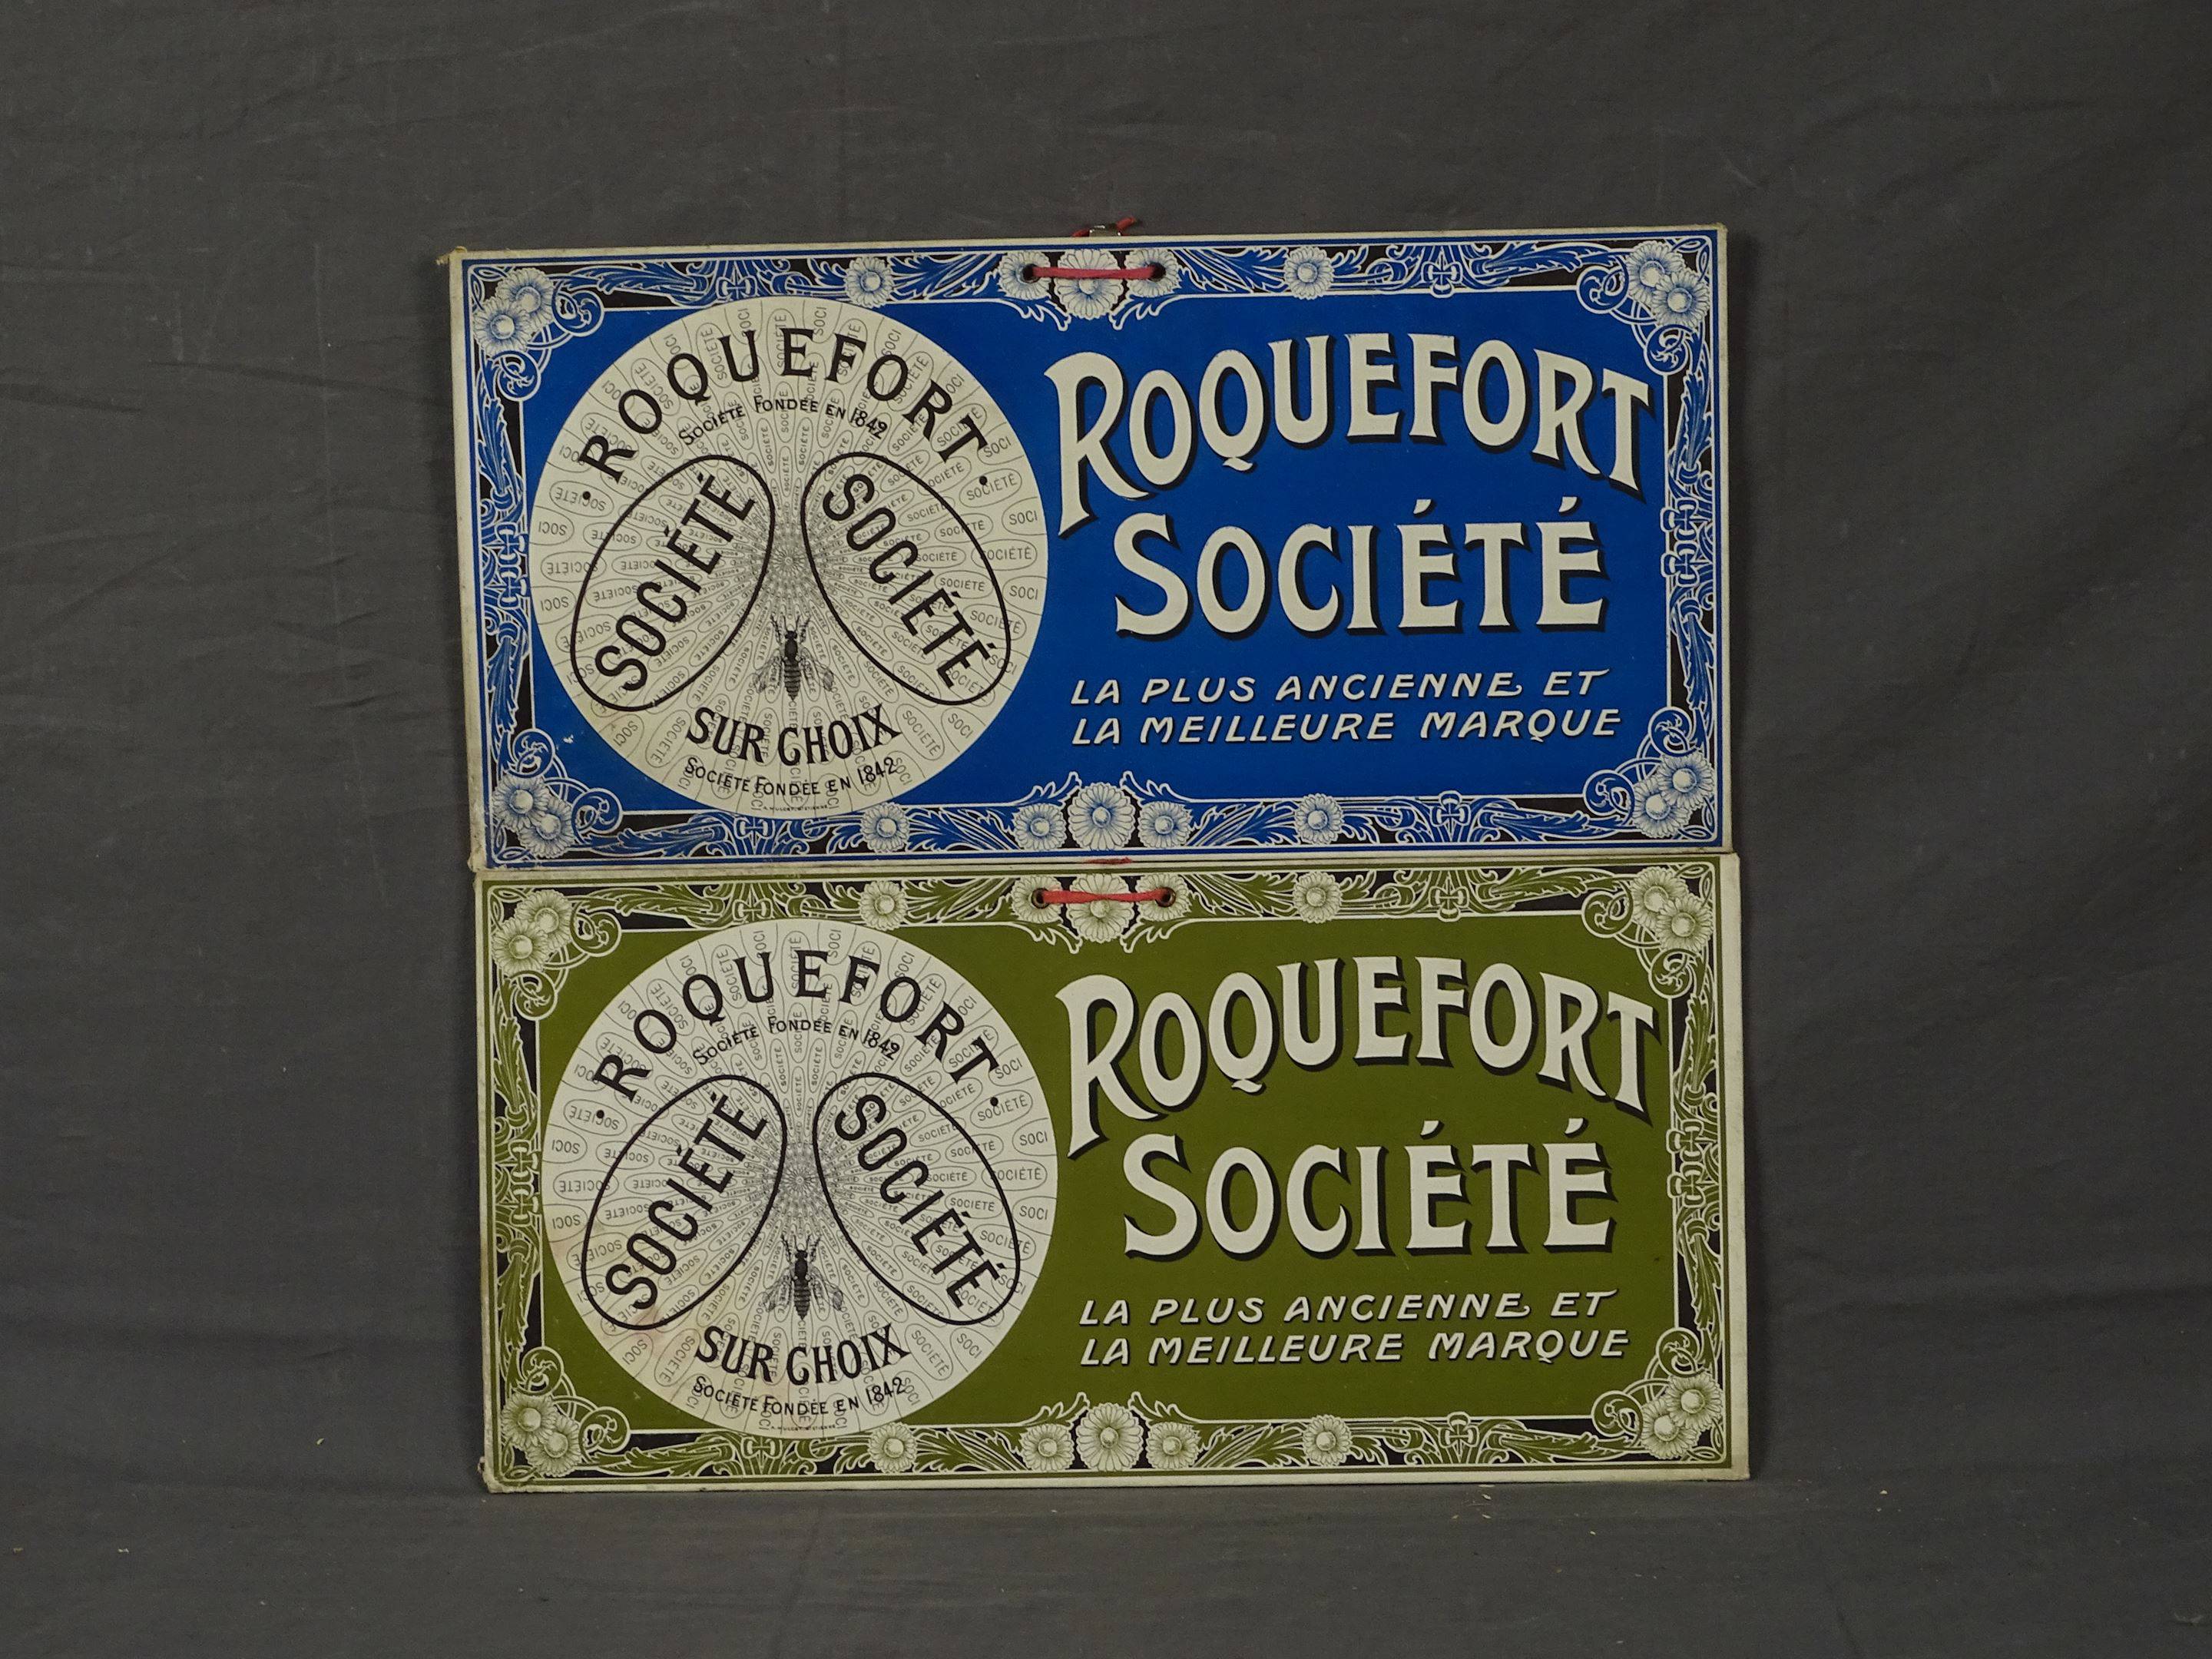 ROQUEFORT
SOCIÉTÉ FONDÉE EN 1842
SOCIÉTÉ SOCIÉTÉ
SUR CHOIX
SOCIÉTÉ FONDÉE EN 1842
ROQUEFORT
SOCIÉTÉ
LA PLUS ANCIENNE ET
LA MEILLEURE MARQUE
ROQUEFORT
SOCIÉTÉ FONDÉE EN 1842
SOCIÉTÉ SOCIÉTÉ
SUR CHOIX
SOCIÉTÉ FONDÉE EN 1842
ROQUEFORT
SOCIÉTÉ
LA PLUS ANCIENNE ET
LA MEILLEURE MARQUE